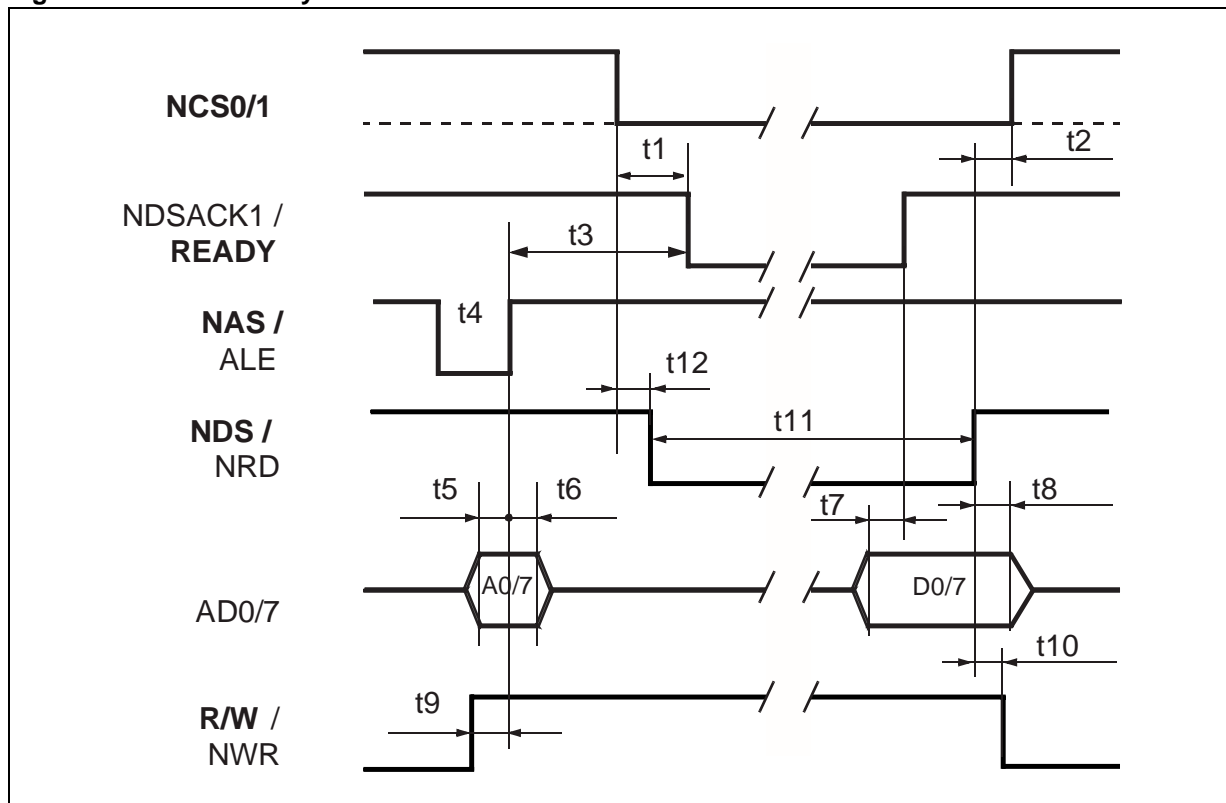 NCS0/1
t1
t2
NDSACK1 /
READY
t3
NAS /
ALE
t4
t12
NDS /
NRD
t11
t5
t6
t7
t8
AD0/7
A0/7
D0/7
t10
R/W /
NWR
t9